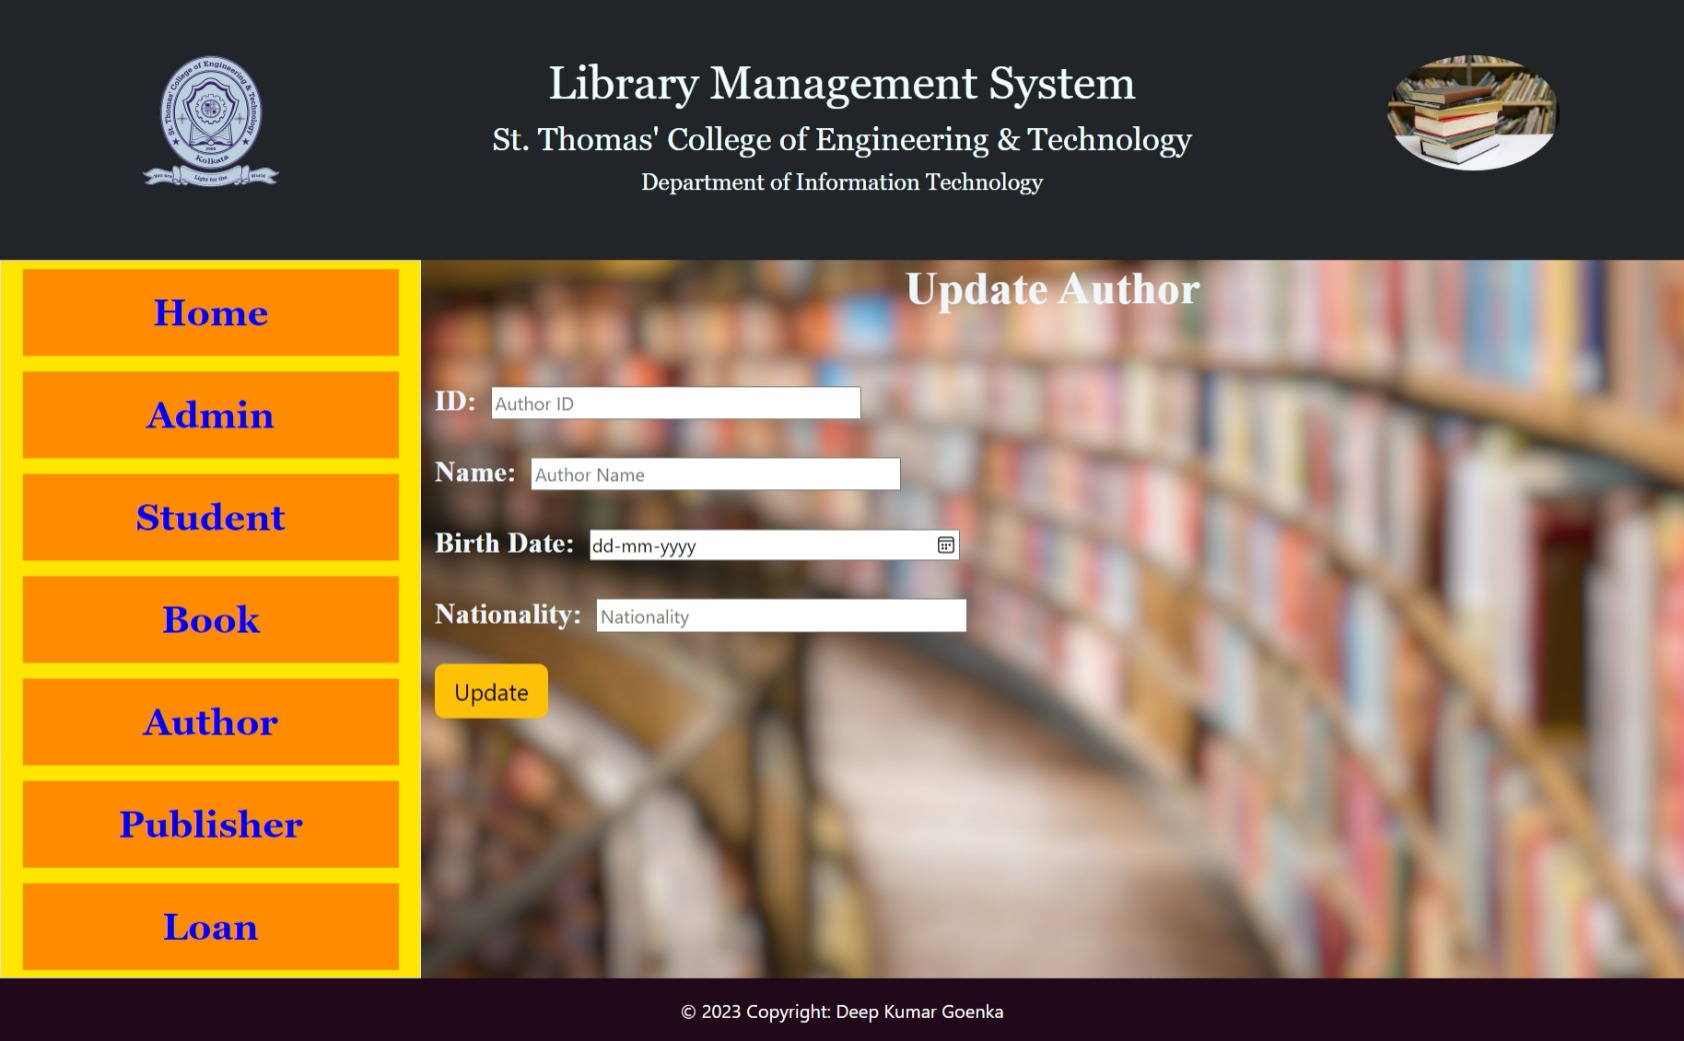 St. Thomas' College of Engineering & Technology
Kolkata
Library Management System
St. Thomas' College of Engineering & Technology
Department of Information Technology
Home
Admin
Student
Book
Author
Publisher
Loan
Update Author
ID: Author ID
Name: Author Name
Birth Date: dd-mm-yyyy
Nationality: Nationality
Update
© 2023 Copyright: Deep Kumar Goenka